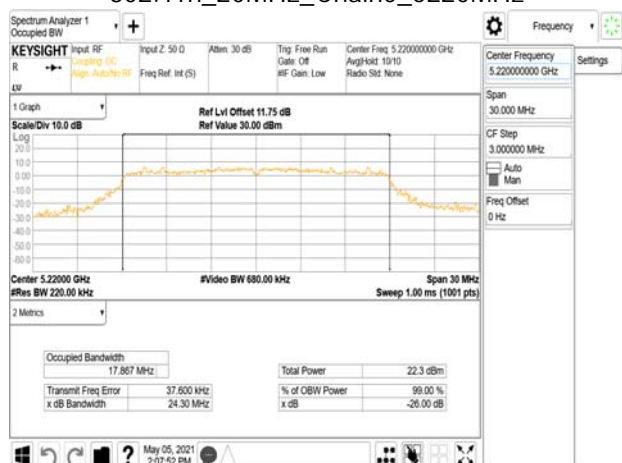 802.11n_20MHz_Chain0_5220MHz
Spectrum Analyzer 1
Occupied BW
Frequency
KEYSIGHT
R
LV
Input: RF
Coupling: DC
Align: Auto/No RF
Input Z: 50 Ω
Freq Ref: Int (S)
Atten: 30 dB
Trig: Free Run
Gate: Off
#IF Gain: Low
Center Freq: 5.220000000 GHz
Avg|Hold: 10/10
Radio Std: None
Center Frequency
5.220000000 GHz
Settings
Span
30.000 MHz
CF Step
3.000000 MHz
Auto
Man
Freq Offset
0 Hz
1 Graph
Scale/Div 10.0 dB
Ref Lvl Offset 11.75 dB
Ref Value 30.00 dBm
Log
20.0
10.0
0.00
-10.0
-20.0
-30.0
-40.0
-50.0
-60.0
Center 5.22000 GHz
#Res BW 220.00 kHz
#Video BW 680.00 kHz
Span 30 MHz
Sweep 1.00 ms (1001 pts)
2 Metrics
Occupied Bandwidth
17.867 MHz
Total Power 22.3 dBm
Transmit Freq Error 37.600 kHz
% of OBW Power 99.00 %
x dB Bandwidth 24.30 MHz
x dB -26.00 dB
?
May 05, 2021
2:07:52 PM